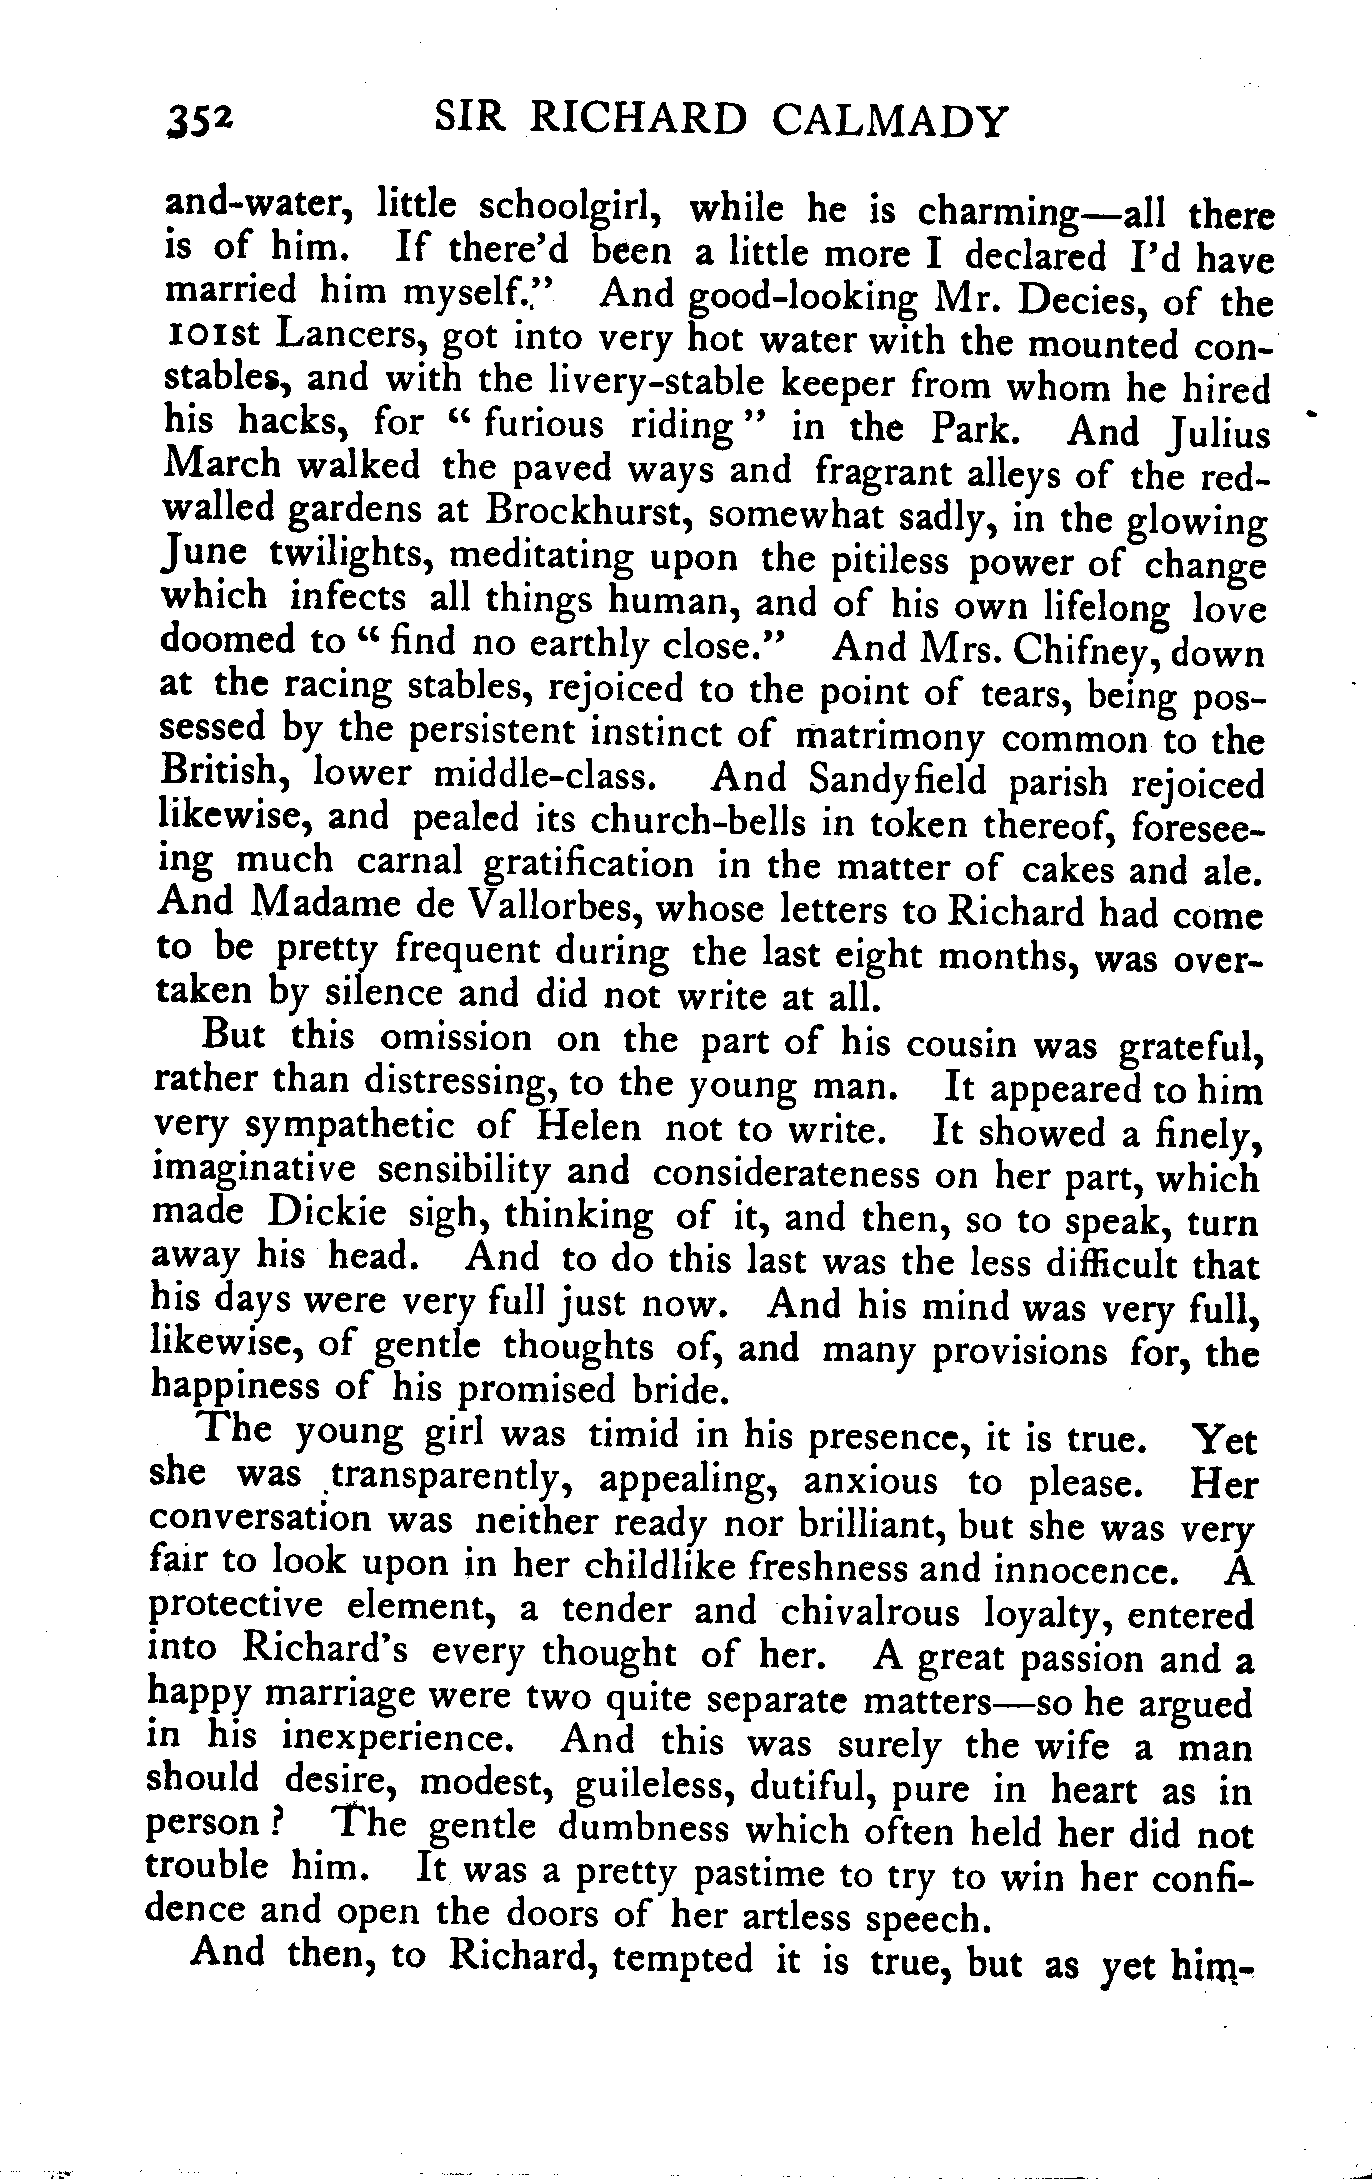 352 SIR RICHARD CALMADY
and-water, little schoolgirl, while he is charming—all there
is of him. If there'd been a little more I declared I'd have
married him myself." And good-looking Mr. Decies, of the
101st Lancers, got into very hot water with the mounted con-
stables, and with the livery-stable keeper from whom he hired
his hacks, for "furious riding" in the Park. And Julius
March walked the paved ways and fragrant alleys of the red-
walled gardens at Brockhurst, somewhat sadly, in the glowing
June twilights, meditating upon the pitiless power of change
which infects all things human, and of his own lifelong love
doomed to "find no earthly close." And Mrs. Chifney, down
at the racing stables, rejoiced to the point of tears, being pos-
sessed by the persistent instinct of matrimony common to the
British, lower middle-class. And Sandyfield parish rejoiced
likewise, and pealed its church-bells in token thereof, foresee-
ing much carnal gratification in the matter of cakes and ale.
And Madame de Vallorbes, whose letters to Richard had come
to be pretty frequent during the last eight months, was over-
taken by silence and did not write at all.
But this omission on the part of his cousin was grateful,
rather than distressing, to the young man. It appeared to him
very sympathetic of Helen not to write. It showed a finely,
imaginative sensibility and considerateness on her part, which
made Dickie sigh, thinking of it, and then, so to speak, turn
away his head. And to do this last was the less difficult that
his days were very full just now. And his mind was very full,
likewise, of gentle thoughts of, and many provisions for, the
happiness of his promised bride.
The young girl was timid in his presence, it is true. Yet
she was transparently, appealing, anxious to please. Her
conversation was neither ready nor brilliant, but she was very
fair to look upon in her childlike freshness and innocence. A
protective element, a tender and chivalrous loyalty, entered
into Richard's every thought of her. A great passion and a
happy marriage were two quite separate matters—so he argued
in his inexperience. And this was surely the wife a man
should desire, modest, guileless, dutiful, pure in heart as in
person? The gentle dumbness which often held her did not
trouble him. It was a pretty pastime to try to win her confi-
dence and open the doors of her artless speech.
And then, to Richard, tempted it is true, but as yet him-